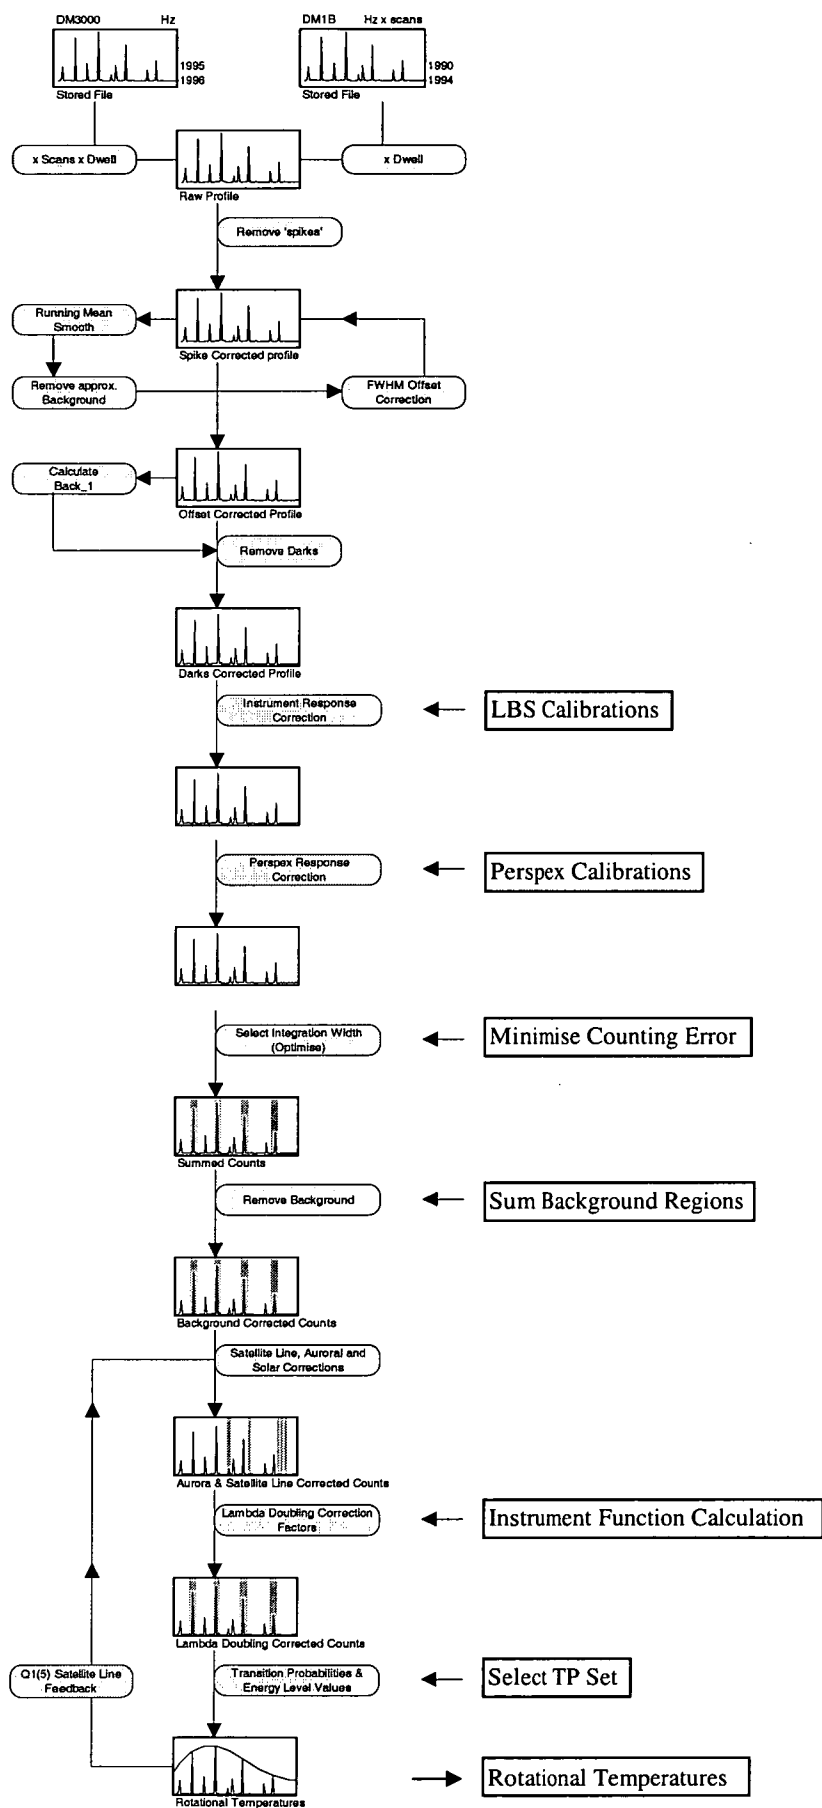 DM3000 Hz
DM1B Hz x scans
1995
1996
1990
1994
Stored File
Stored File
x Scans x Dwell
x Dwell
Raw Profile
Remove 'spikes'
Running Mean
Smooth
Spike Corrected profile
Remove approx.
Background
FWHM Offset
Correction
Calculate
Back_1
Offset Corrected Profile
Remove Darks
Darks Corrected Profile
Instrument Response
Correction
LBS Calibrations
Perspex Response
Correction
Perspex Calibrations
Select Integration Width
(Optimise)
Minimise Counting Error
Summed Counts
Remove Background
Sum Background Regions
Background Corrected Counts
Satellite Line, Auroral and
Solar Corrections
Aurora & Satellite Line Corrected Counts
Lambda Doubling Correction
Factors
Instrument Function Calculation
Lambda Doubling Corrected Counts
Q1(5) Satellite Line
Feedback
Transition Probabilities &
Energy Level Values
Select TP Set
Rotational Temperatures
Rotational Temperatures